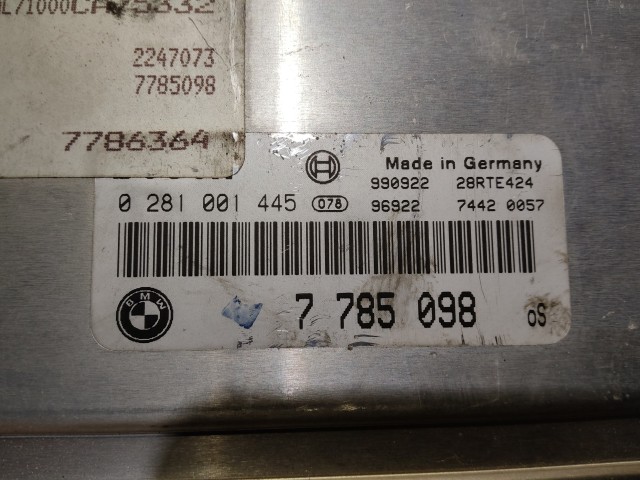 2247073
7785098
7786364
Made in Germany
990922 28RTE424
0 281 001 445 078 96922 7442 0057
BMW
7 785 098 oS